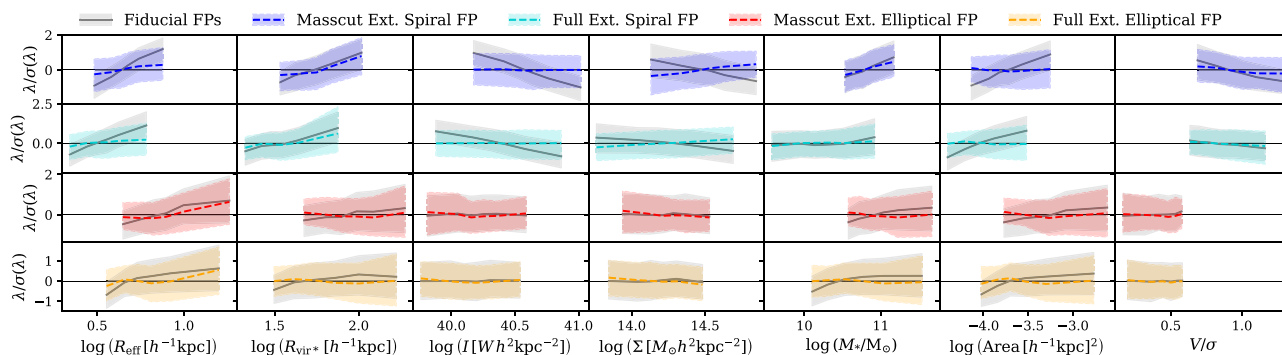 Fiducial FPs Masscut Ext. Spiral FP Full Ext. Spiral FP Masscut Ext. Elliptical FP Full Ext. Elliptical FP
2
0
λ/σ(λ)
2.5
0.0
λ/σ(λ)
2
0
λ/σ(λ)
1
0
−1
λ/σ(λ)
0.5 1.0 1.5 2.0 40.0 40.5 41.0 14.0 14.5 10 11 −4.0 −3.5 −3.0 0.5 1.0
log (R_eff [h⁻¹kpc]) log (R_vir* [h⁻¹kpc]) log (I [Wh²kpc⁻²]) log (Σ [M_⊙h²kpc⁻²]) log (M_*/M_⊙) log (Area [h⁻¹kpc]²) V/σ